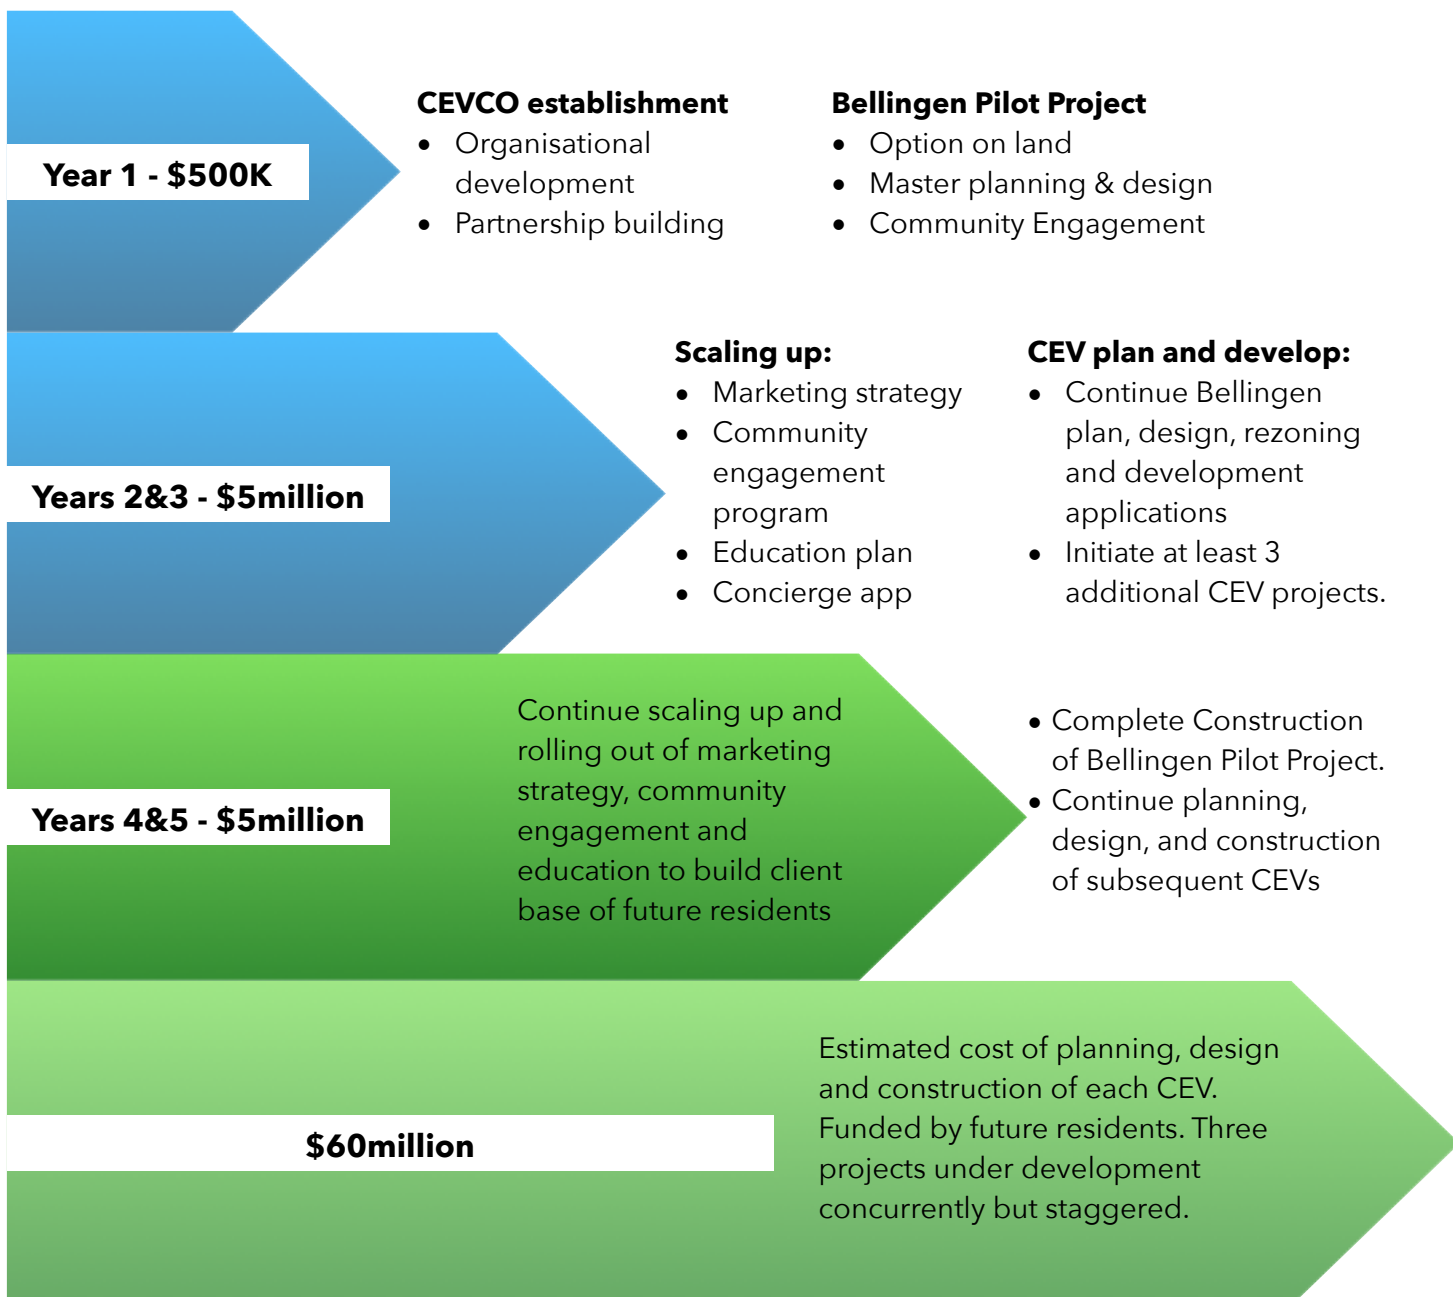 Year 1 - $500K
CEVCO establishment
• Organisational
development
• Partnership building
Bellingen Pilot Project
• Option on land
• Master planning & design
• Community Engagement
Years 2&3 - $5million
Scaling up:
• Marketing strategy
• Community
engagement
program
• Education plan
• Concierge app
CEV plan and develop:
• Continue Bellingen
plan, design, rezoning
and development
applications
• Initiate at least 3
additional CEV projects.
Years 4&5 - $5million
Continue scaling up and
rolling out of marketing
strategy, community
engagement and
education to build client
base of future residents
• Complete Construction
of Bellingen Pilot Project.
• Continue planning,
design, and construction
of subsequent CEVs
$60million
Estimated cost of planning, design
and construction of each CEV.
Funded by future residents. Three
projects under development
concurrently but staggered.